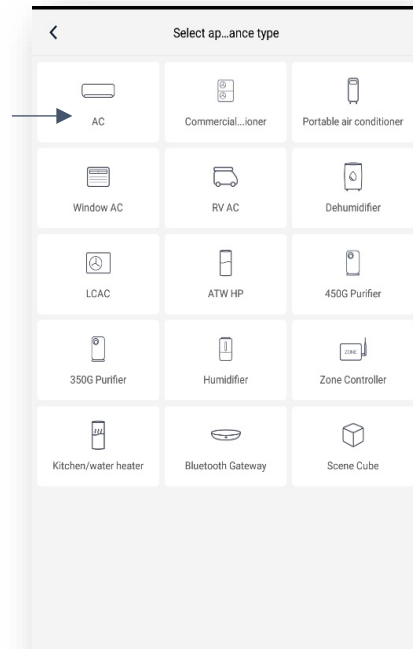 Select ap...ance type
AC
Commercial...ioner
Portable air conditioner
Window AC
RV AC
Dehumidifier
LCAC
ATW HP
450G Purifier
350G Purifier
Humidifier
ZONE
Zone Controller
Kitchen/water heater
Bluetooth Gateway
Scene Cube